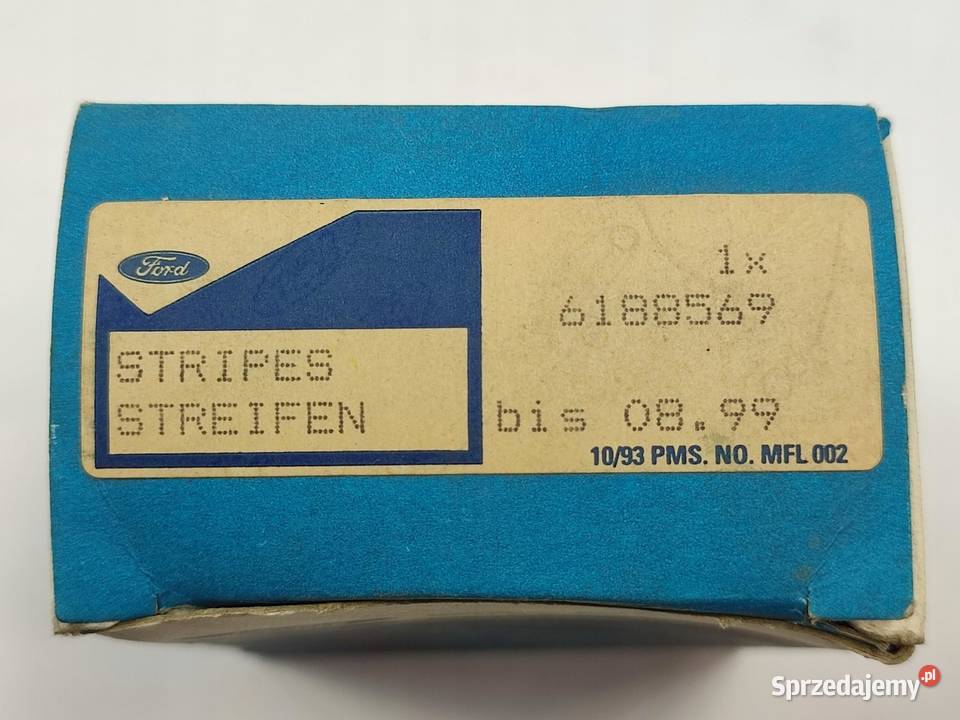 Ford
1x
6188569
STRIPES
STREIFEN
bis 08.99
10/93 PMS. NO. MFL 002
Sprzedajemy.pl